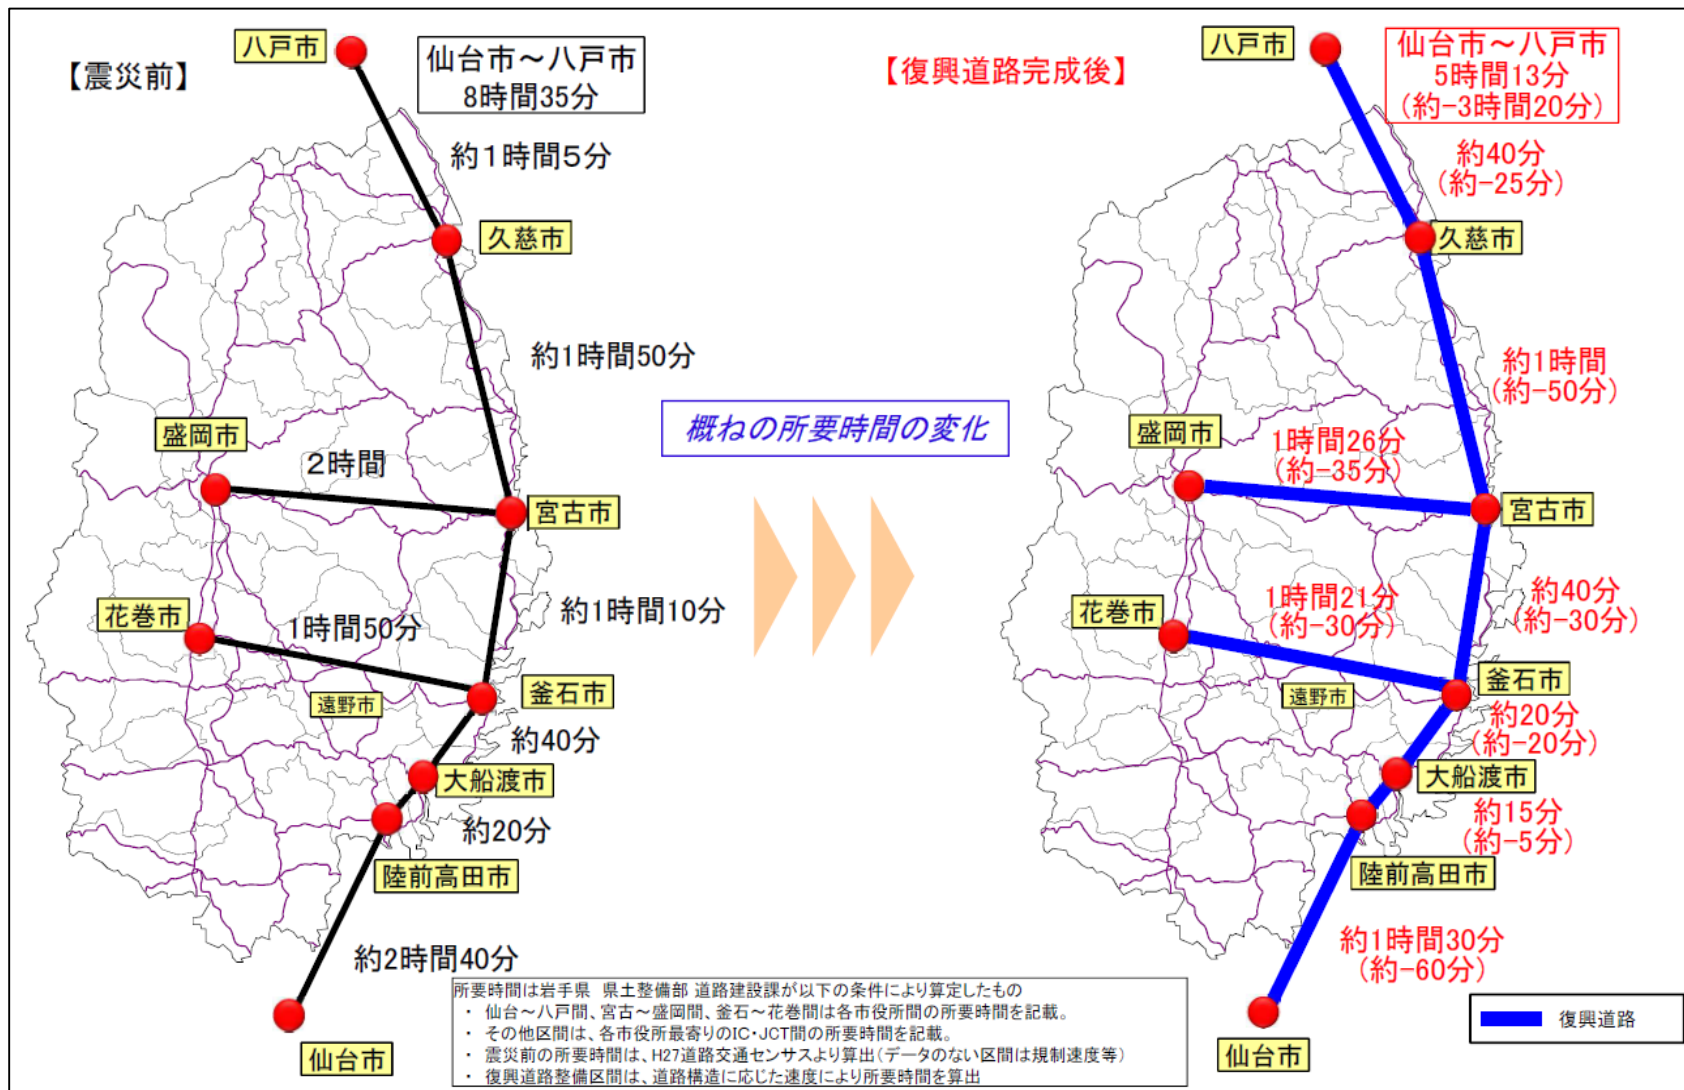 【震災前】
八戸市
仙台市～八戸市
8時間35分
約1時間5分
久慈市
約1時間50分
盛岡市
2時間
宮古市
約1時間10分
花巻市
1時間50分
釜石市
遠野市
約40分
大船渡市
約20分
陸前高田市
約2時間40分
仙台市
概ねの所要時間の変化
【復興道路完成後】
八戸市
仙台市～八戸市
5時間13分
(約-3時間20分)
約40分
(約-25分)
久慈市
約1時間
(約-50分)
盛岡市
1時間26分
(約-35分)
宮古市
約40分
(約-30分)
花巻市
1時間21分
(約-30分)
釜石市
遠野市
約20分
(約-20分)
大船渡市
約15分
(約-5分)
陸前高田市
約1時間30分
(約-60分)
仙台市
復興道路
所要時間は岩手県 県土整備部 道路建設課が以下の条件により算定したもの
・ 仙台～八戸間、宮古～盛岡間、釜石～花巻間は各市役所間の所要時間を記載。
・ その他区間は、各市役所最寄りのIC・JCT間の所要時間を記載。
・ 震災前の所要時間は、H27道路交通センサスより算出(データのない区間は規制速度等)
・ 復興道路整備区間は、道路構造に応じた速度により所要時間を算出